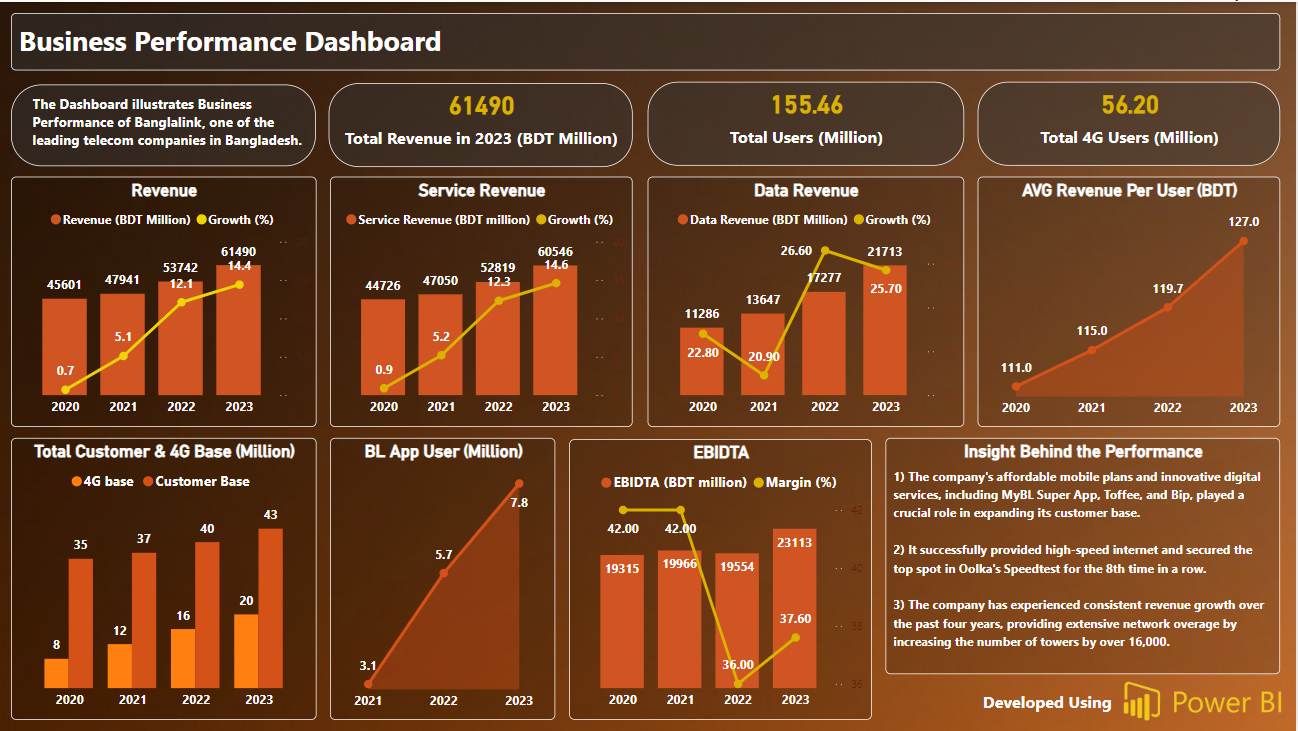 Business Performance Dashboard
The Dashboard illustrates Business
Performance of Banglalink, one of the
leading telecom companies in Bangladesh.
61490
Total Revenue in 2023 (BDT Million)
155.46
Total Users (Million)
56.20
Total 4G Users (Million)
Revenue
Revenue (BDT Million) Growth (%)
61490
53742
47941
45601
14.4
12.1
5.1
0.7
2020 2021 2022 2023
Service Revenue
Service Revenue (BDT million) Growth (%)
60546
52819
47050
44726
14.6
12.3
5.2
0.9
2020 2021 2022 2023
Data Revenue
Data Revenue (BDT Million) Growth (%)
26.60
21713
17277
13647
11286
25.70
22.80
20.90
2020 2021 2022 2023
AVG Revenue Per User (BDT)
127.0
119.7
115.0
111.0
2020 2021 2022 2023
Total Customer & 4G Base (Million)
4G base Customer Base
43
40
37
35
20
16
12
8
2020 2021 2022 2023
BL App User (Million)
7.8
5.7
3.1
2021 2022 2023
EBIDTA
EBIDTA (BDT million) Margin (%)
42
42.00 42.00
23113
19315 19966 19554
40
38
37.60
36.00
36
2020 2021 2022 2023
Insight Behind the Performance
1) The company's affordable mobile plans and innovative digital
services, including MyBL Super App, Toffee, and Bip, played a
crucial role in expanding its customer base.
2) It successfully provided high-speed internet and secured the
top spot in Oolka's Speedtest for the 8th time in a row.
3) The company has experienced consistent revenue growth over
the past four years, providing extensive network overage by
increasing the number of towers by over 16,000.
Developed Using Power BI